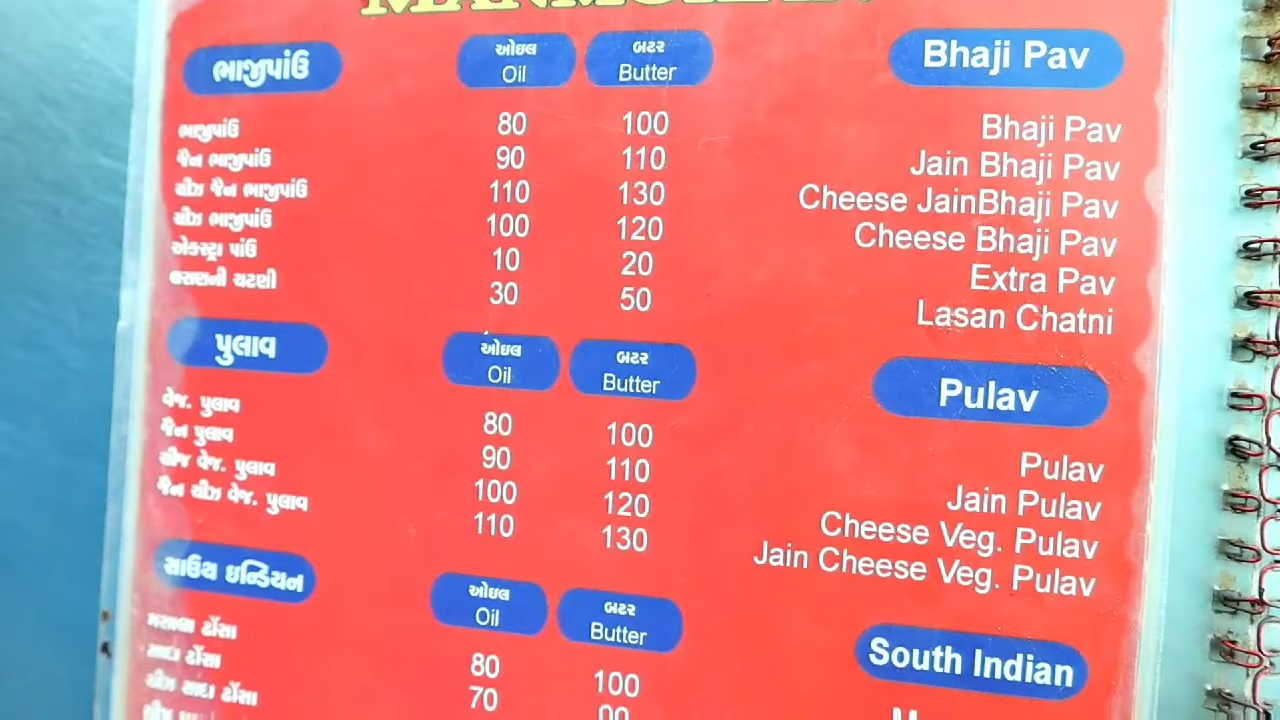 ભાજીપાંઉ ઓઇલ Oil બટર Butter Bhaji Pav
ભાજીપાંઉ 80 100 Bhaji Pav
જૈન ભાજીપાંઉ 90 110 Jain Bhaji Pav
ચીઝ જૈન ભાજીપાંઉ 110 130 Cheese JainBhaji Pav
ચીઝ ભાજીપાંઉ 100 120 Cheese Bhaji Pav
એકસ્ટ્રા પાંઉ 10 20 Extra Pav
લસણની ચટણી 30 50 Lasan Chatni
પુલાવ ઓઇલ Oil બટર Butter Pulav
વેજ. પુલાવ 80 100 Pulav
જૈન પુલાવ 90 110 Jain Pulav
ચીજ વેજ. પુલાવ 100 120 Cheese Veg. Pulav
જૈન ચીઝ વેજ. પુલાવ 110 130 Jain Cheese Veg. Pulav
સાઉથ ઇન્ડિયન ઓઇલ Oil બટર Butter South Indian
મસાલા ઢોંસા 80 100
સાદા ઢોંસા 70
ચીઝ સાદા ઢોંસા